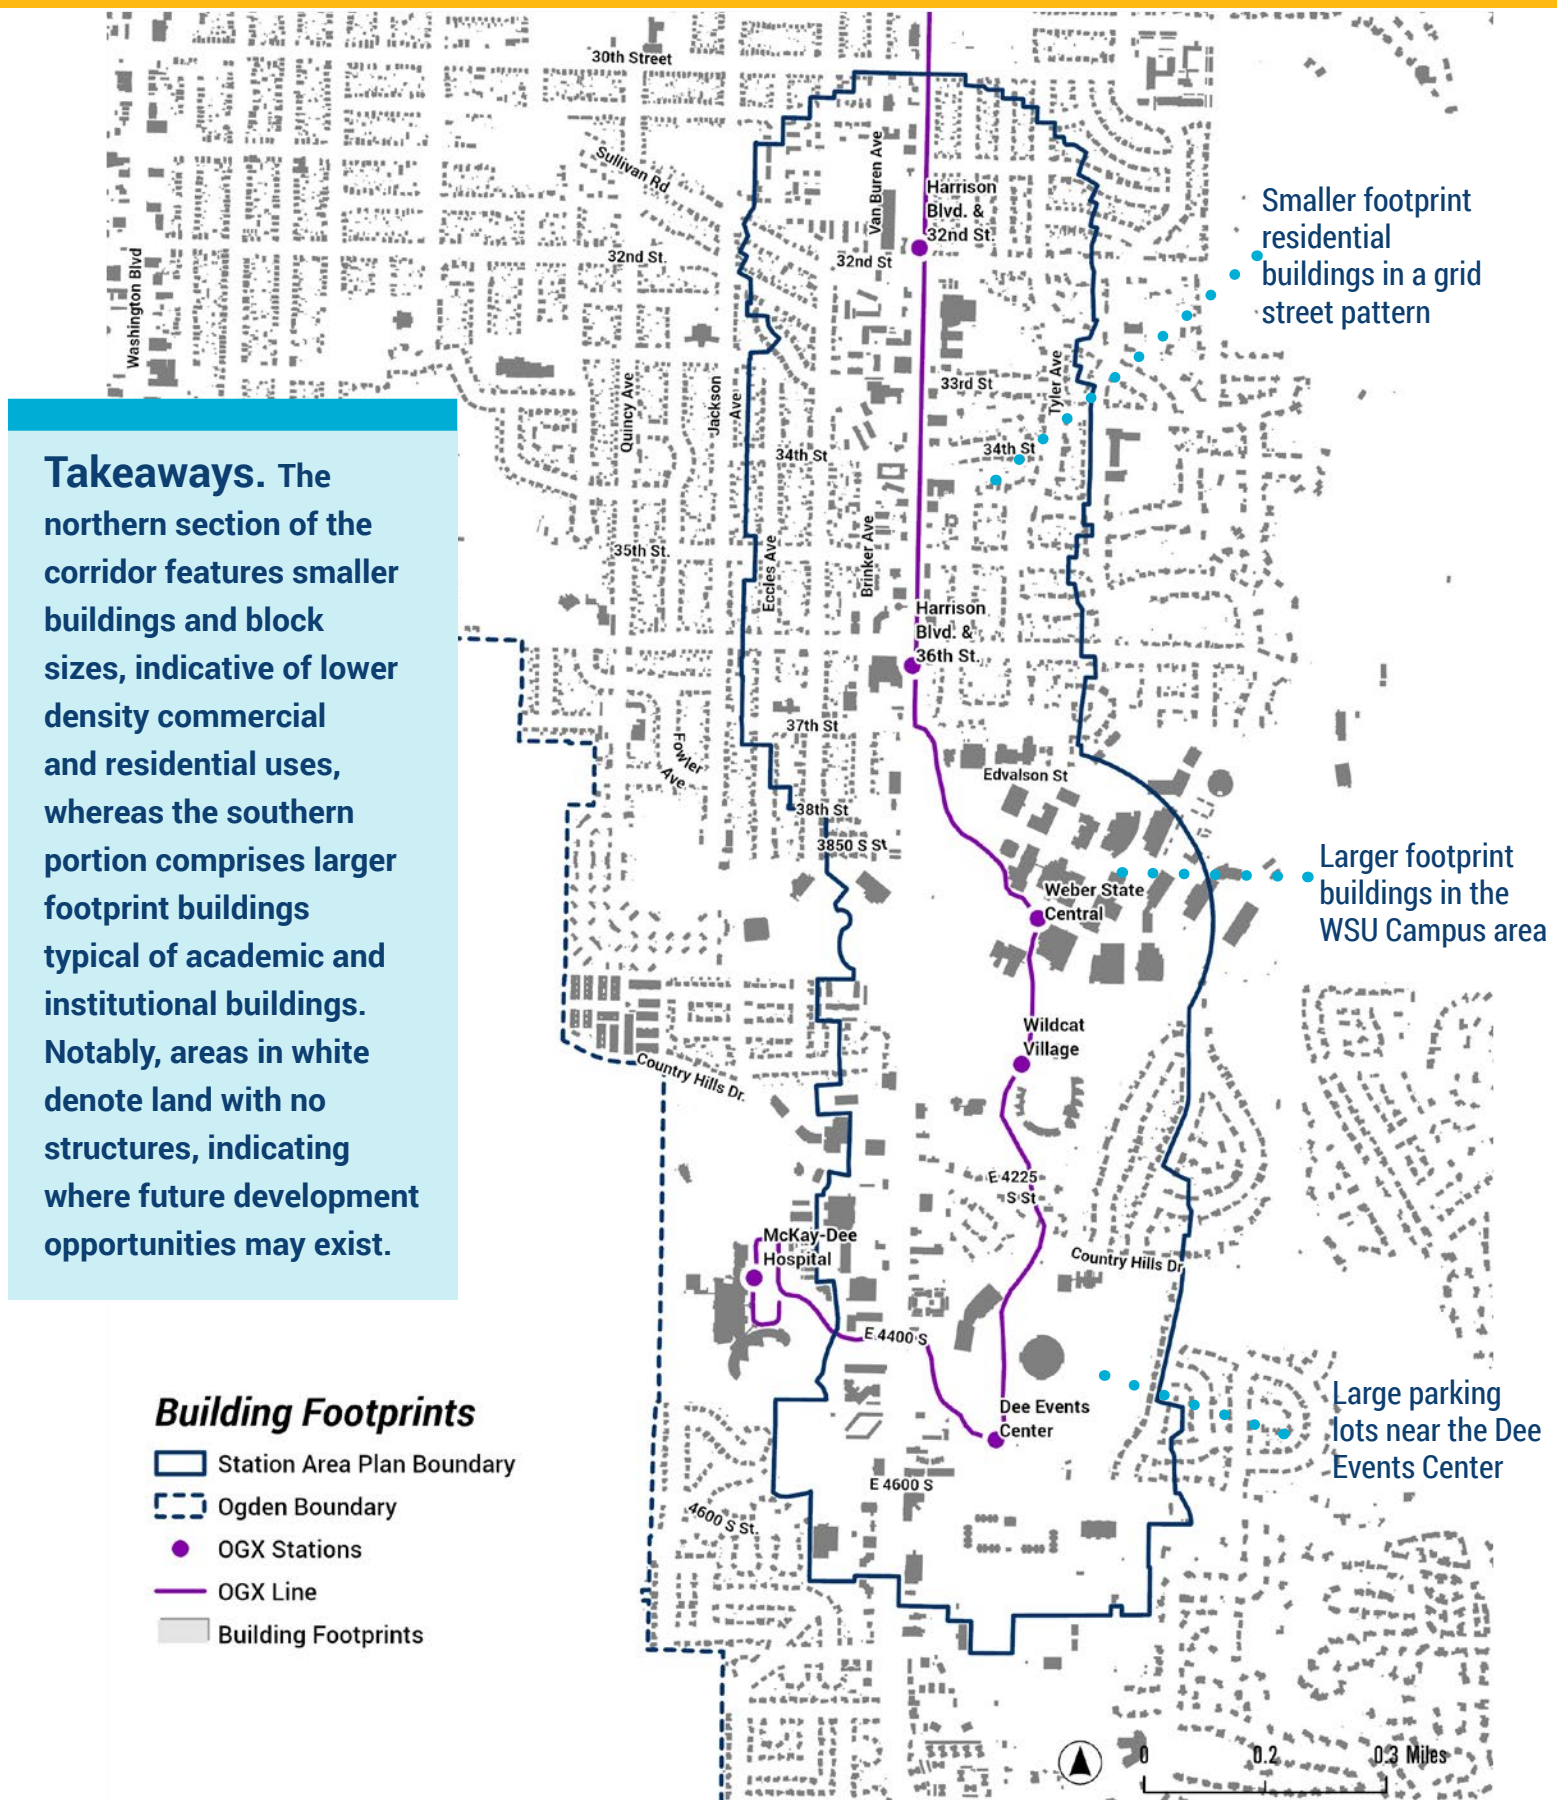 30th Street
Sullivan Rd
Van Buren Ave
Harrison
Blvd. &
32nd St.
Smaller footprint
residential
buildings in a grid
street pattern
Washington Blvd
32nd St.
32nd St
33rd St
Tyler Ave
Quincy Ave
Jackson
Ave
34th St
34th St
Takeaways. The
northern section of the
corridor features smaller
buildings and block
sizes, indicative of lower
density commercial
and residential uses,
whereas the southern
portion comprises larger
footprint buildings
typical of academic and
institutional buildings.
Notably, areas in white
denote land with no
structures, indicating
where future development
opportunities may exist.
35th St.
Eccles Ave
Brinker Ave
Harrison
Blvd. &
36th St.
37th St
Fowler
Ave
Edvalson St
38th St
3850 S St
Larger footprint
buildings in the
WSU Campus area
Weber State
Central
Wildcat
Village
Country Hills Dr.
E 4225
S St
McKay-Dee
Hospital
Country Hills Dr
E 4400 S
Dee Events
Center
Large parking
lots near the Dee
Events Center
E 4600 S
4600 S St.
Building Footprints
Station Area Plan Boundary
Ogden Boundary
OGX Stations
OGX Line
Building Footprints
0 0.2 0.3 Miles